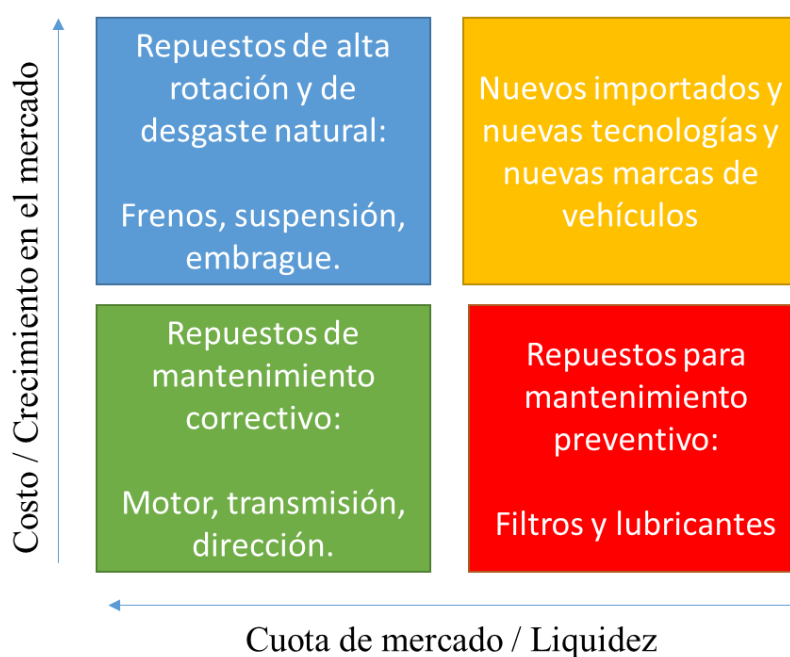 Costo / Crecimiento en el mercado
Repuestos de alta
rotación y de
desgaste natural:
Frenos, suspensión,
embrague.
Nuevos importados y
nuevas tecnologías y
nuevas marcas de
vehículos
Repuestos de
mantenimiento
correctivo:
Motor, transmisión,
dirección.
Repuestos para
mantenimiento
preventivo:
Filtros y lubricantes
Cuota de mercado / Liquidez